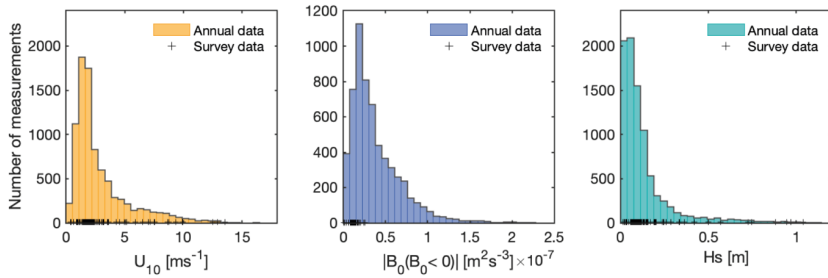 Number of measurements
2000
1500
1000
500
0
0 5 10 15
U10 [ms-1]
Annual data
Survey data
1200
1000
800
600
400
200
0
0 0.5 1.0 1.5 2.0 2.5
|B0(B0< 0)| [m2s-3] ×10-7
Annual data
Survey data
2000
1500
1000
500
0
0 0.5 1
Hs [m]
Annual data
Survey data